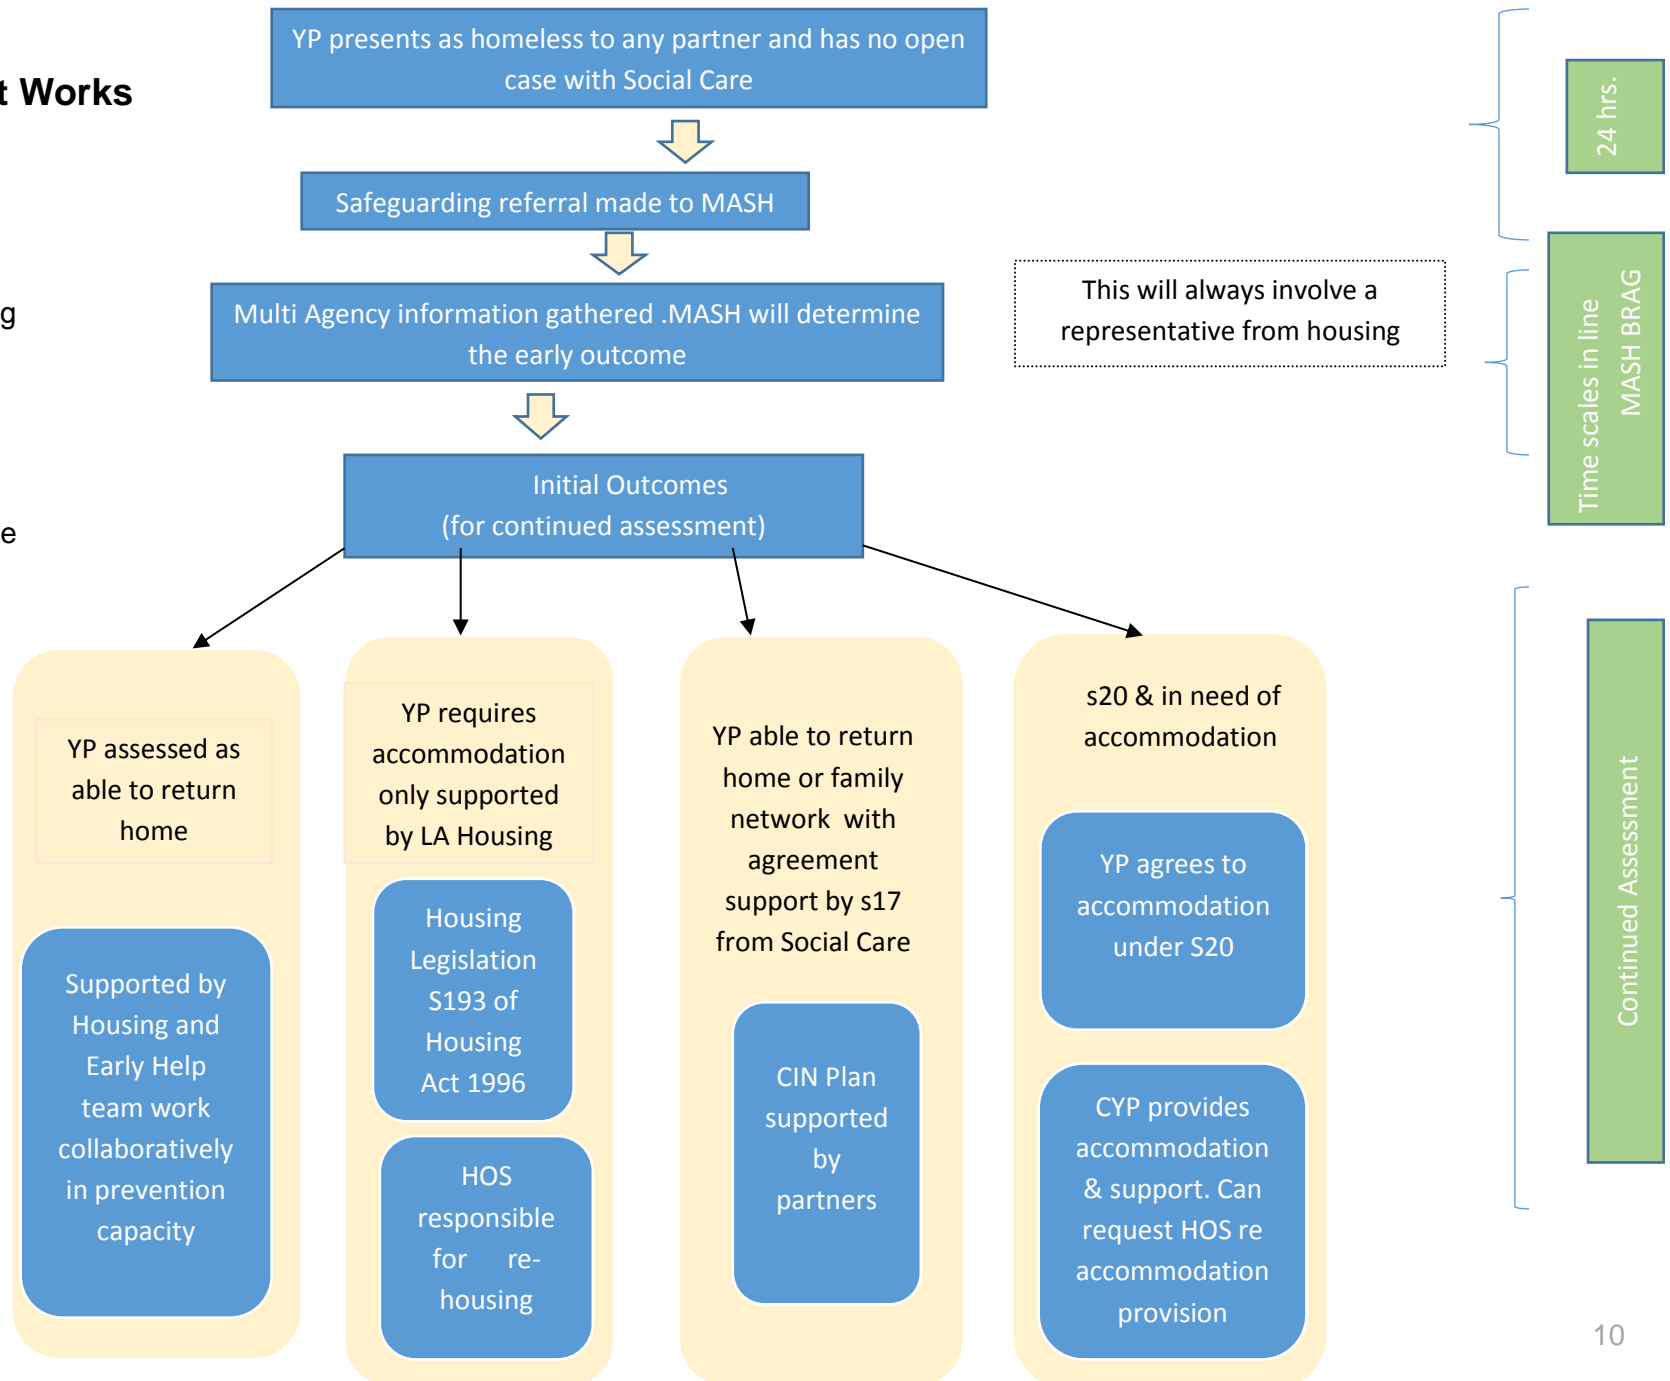 YP presents as homeless to any partner and has no open
case with Social Care
t Works
24 hrs.
Safeguarding referral made to MASH
This will always involve a
representative from housing
g
Multi Agency information gathered .MASH will determine
the early outcome
Time scales in line
MASH BRAG
Initial Outcomes
(for continued assessment)
e
YP assessed as
able to return
home
Supported by
Housing and
Early Help
team work
collaboratively
in prevention
capacity
YP requires
accommodation
only supported
by LA Housing
Housing
Legislation
S193 of
Housing
Act 1996
HOS
responsible
for re-
housing
YP able to return
home or family
network with
agreement
support by s17
from Social Care
CIN Plan
supported
by
partners
s20 & in need of
accommodation
YP agrees to
accommodation
under S20
CYP provides
accommodation
& support. Can
request HOS re
accommodation
provision
Continued Assessment
10